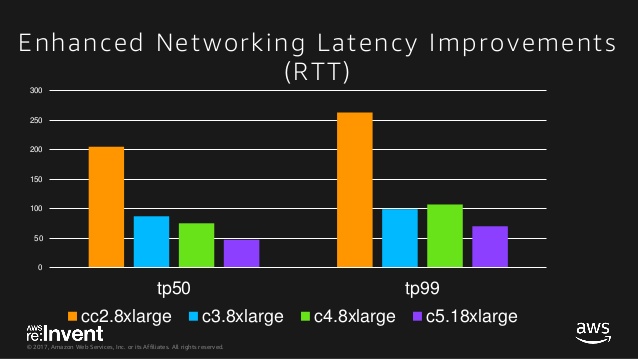 Enhanced Networking Latency Improvements
(RTT)
300
250
200
150
100
50
0
tp50 tp99
cc2.8xlarge c3.8xlarge c4.8xlarge c5.18xlarge
AWS
re:Invent
aws
© 2017, Amazon Web Services, Inc. or its Affiliates. All rights reserved.